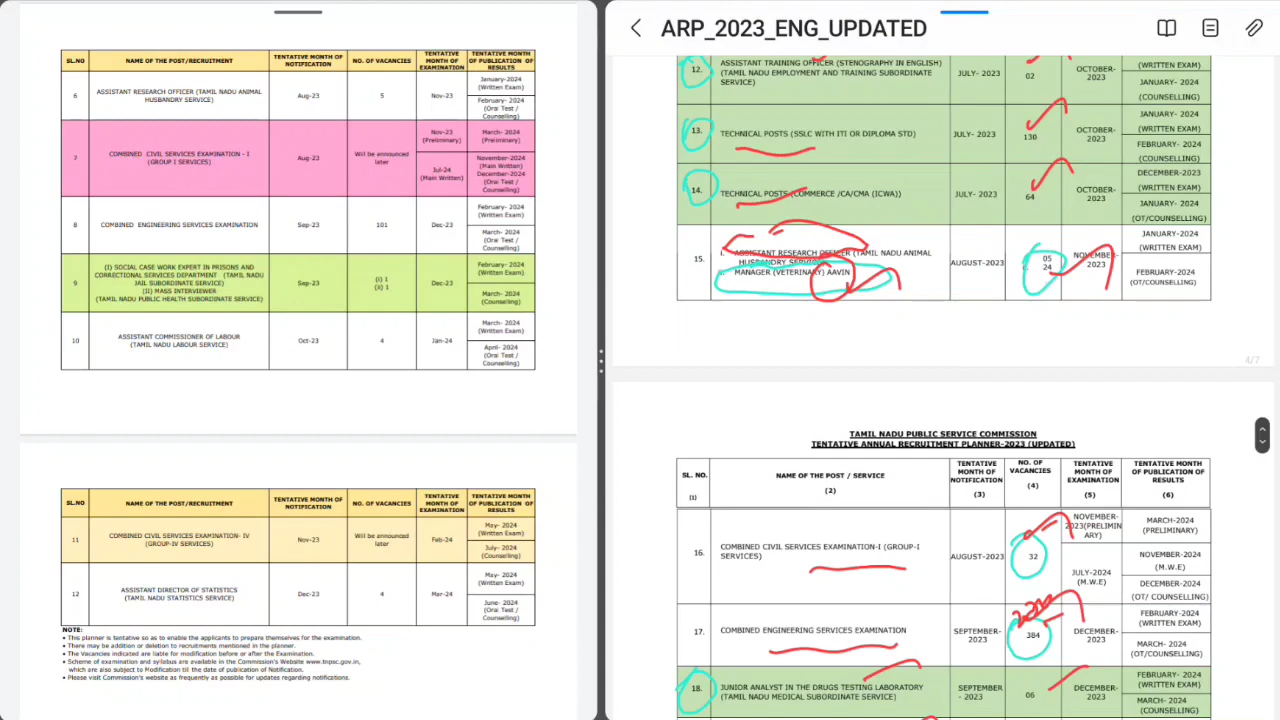 SL.NO NAME OF THE POST/RECRUITMENT TENTATIVE MONTH OF NOTIFICATION NO. OF VACANCIES TENTATIVE MONTH OF EXAMINATION TENTATIVE MONTH OF PUBLICATION OF RESULTS
6 ASSISTANT RESEARCH OFFICER (TAMIL NADU ANIMAL HUSBANDRY SERVICE) Aug-23 5 Nov-23 January-2024 (Written Exam)
February- 2024 (Oral Test / Counselling)
7 COMBINED CIVIL SERVICES EXAMINATION - I (GROUP I SERVICES) Aug-23 Will be announced later Nov-23 (Preliminary) March- 2024 (Preliminary)
Jul-24 (Main Written) November-2024 (Main Written) December-2024 (Oral Test / Counselling)
8 COMBINED ENGINEERING SERVICES EXAMINATION Sep-23 101 Dec-23 February- 2024 (Written Exam)
March- 2024 (Oral Test / Counselling)
9 (I) SOCIAL CASE WORK EXPERT IN PRISONS AND CORRECTIONAL SERVICES DEPARTMENT (TAMIL NADU JAIL SUBORDINATE SERVICE) (II) MASS INTERVIEWER (TAMIL NADU PUBLIC HEALTH SUBORDINATE SERVICE) Sep-23 (i) 1 (ii) 1 Dec-23 February- 2024 (Written Exam)
March- 2024 (Counselling)
10 ASSISTANT COMMISSIONER OF LABOUR (TAMIL NADU LABOUR SERVICE) Oct-23 4 Jan-24 March- 2024 (Written Exam)
April- 2024 (Oral Test / Counselling)
SL.NO NAME OF THE POST/RECRUITMENT TENTATIVE MONTH OF NOTIFICATION NO. OF VACANCIES TENTATIVE MONTH OF EXAMINATION TENTATIVE MONTH OF PUBLICATION OF RESULTS
11 COMBINED CIVIL SERVICES EXAMINATION- IV (GROUP-IV SERVICES) Nov-23 Will be announced later Feb-24 May- 2024 (Written Exam)
July- 2024 (Counselling)
12 ASSISTANT DIRECTOR OF STATISTICS (TAMIL NADU STATISTICS SERVICE) Dec-23 4 Mar-24 May- 2024 (Written Exam)
June- 2024 (Oral Test / Counselling)
NOTE:
• This planner is tentative so as to enable the applicants to prepare themselves for the examination.
• There may be addition or deletion to recruitments mentioned in the planner.
• The Vacancies indicated are liable for modification before or after the Examination.
• Scheme of examination and syllabus are available in the Commission's Website www.tnpsc.gov.in,
which are also subject to Modification till the date of publication of Notification.
• Please visit Commission's website as frequently as possible for updates regarding notifications.
ARP_2023_ENG_UPDATED
12. ASSISTANT TRAINING OFFICER (STENOGRAPHY IN ENGLISH) (TAMIL NADU EMPLOYMENT AND TRAINING SUBORDINATE SERVICE) JULY- 2023 02 OCTOBER- 2023 (WRITTEN EXAM)
JANUARY- 2024 (COUNSELLING)
13. TECHNICAL POSTS (SSLC WITH ITI OR DIPLOMA STD) JULY- 2023 130 OCTOBER- 2023 JANUARY- 2024 (WRITTEN EXAM)
FEBRUARY- 2024 (COUNSELLING)
14. TECHNICAL POSTS (COMMERCE /CA/CMA (ICWA)) JULY- 2023 64 OCTOBER- 2023 DECEMBER-2023 (WRITTEN EXAM)
JANUARY- 2024 (OT/COUNSELLING)
15. ASSISTANT RESEARCH OFFICER (TAMIL NADU ANIMAL HUSBANDRY SERVICE) AUGUST-2023 05 NOVEMBER- 2023 JANUARY-2024 (WRITTEN EXAM)
MANAGER (VETERINARY) AAVIN 24 FEBRUARY-2024 (OT/COUNSELLING)
4/7
TAMIL NADU PUBLIC SERVICE COMMISSION
TENTATIVE ANNUAL RECRUITMENT PLANNER-2023 (UPDATED)
SL. NO. (1) NAME OF THE POST / SERVICE (2) TENTATIVE MONTH OF NOTIFICATION (3) NO. OF VACANCIES (4) TENTATIVE MONTH OF EXAMINATION (5) TENTATIVE MONTH OF PUBLICATION OF RESULTS (6)
16. COMBINED CIVIL SERVICES EXAMINATION-I (GROUP-I SERVICES) AUGUST-2023 32 NOVEMBER- 2023(PRELIMIN ARY) MARCH-2024 (PRELIMINARY)
JULY-2024 (M.W.E) NOVEMBER-2024 (M.W.E)
DECEMBER-2024 (OT/ COUNSELLING)
17. COMBINED ENGINEERING SERVICES EXAMINATION SEPTEMBER- 2023 384 DECEMBER- 2023 FEBRUARY-2024 (WRITTEN EXAM)
MARCH- 2024 (OT/COUNSELLING)
18. JUNIOR ANALYST IN THE DRUGS TESTING LABORATORY (TAMIL NADU MEDICAL SUBORDINATE SERVICE) SEPTEMBER - 2023 06 DECEMBER- 2023 FEBRUARY- 2024 (WRITTEN EXAM)
MARCH- 2024 (COUNSELLING)